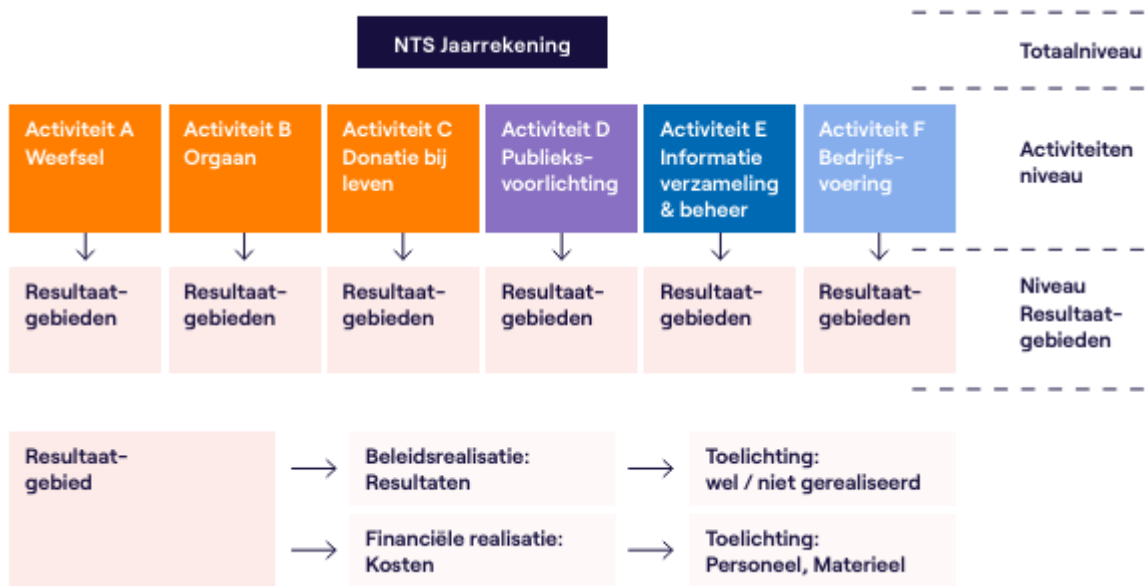 NTS Jaarrekening
Totaalniveau
Activiteit A
Weefsel
Activiteit B
Orgaan
Activiteit C
Donatie bij
leven
Activiteit D
Publieks-
voorlichting
Activiteit E
Informatie
verzameling
& beheer
Activiteit F
Bedrijfs-
voering
Activiteiten
niveau
Resultaat-
gebieden
Resultaat-
gebieden
Resultaat-
gebieden
Resultaat-
gebieden
Resultaat-
gebieden
Resultaat-
gebieden
Niveau
Resultaat-
gebieden
Resultaat-
gebied
Beleidsrealisatie:
Resultaten
Toelichting:
wel / niet gerealiseerd
Financiële realisatie:
Kosten
Toelichting:
Personeel, Materieel